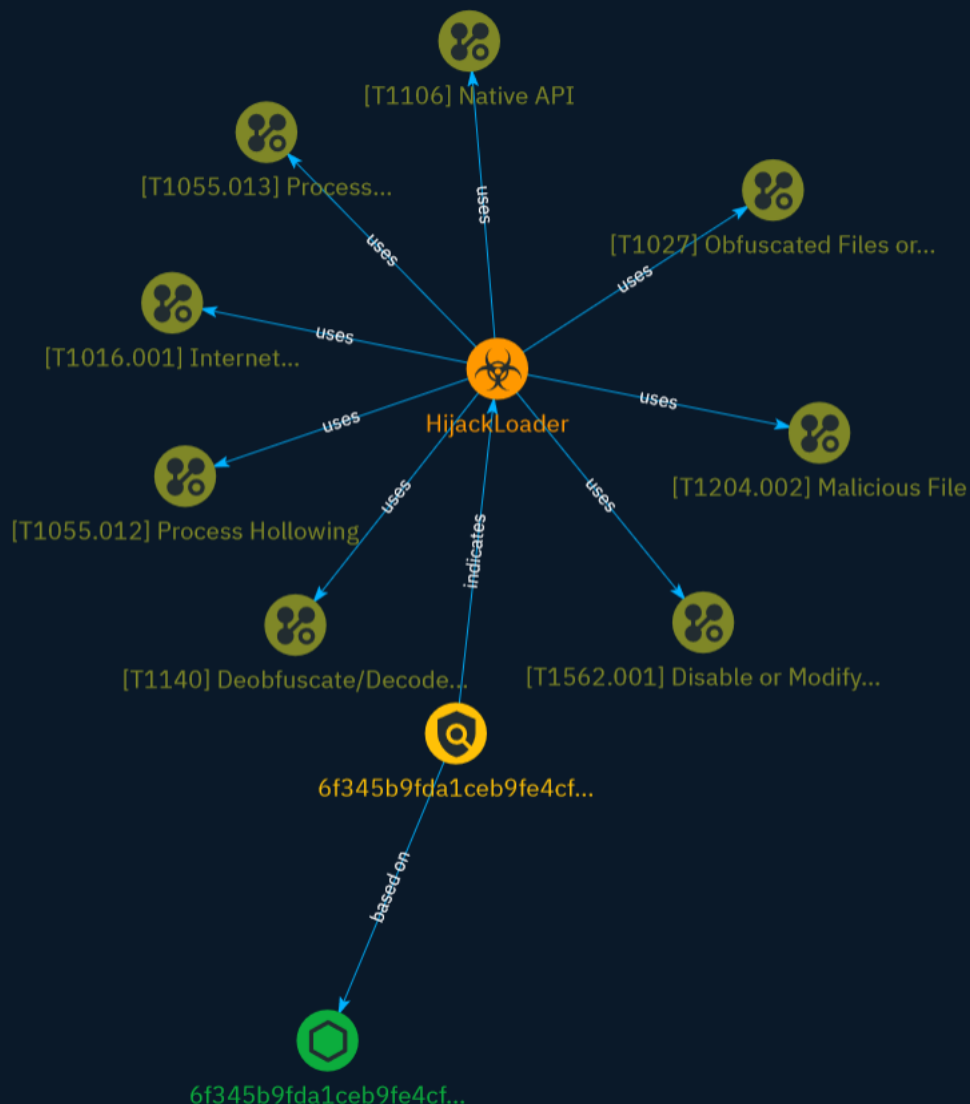 [T1106] Native API
[T1055.013] Process...
uses
[T1027] Obfuscated Files or...
uses
uses
[T1016.001] Internet...
uses
uses
HijackLoader
uses
[T1204.002] Malicious File
[T1055.012] Process Hollowing
uses
uses
indicates
[T1140] Deobfuscate/Decode...
[T1562.001] Disable or Modify...
6f345b9fda1ceb9fe4cf...
based on
6f345b9fda1ceb9fe4cf...